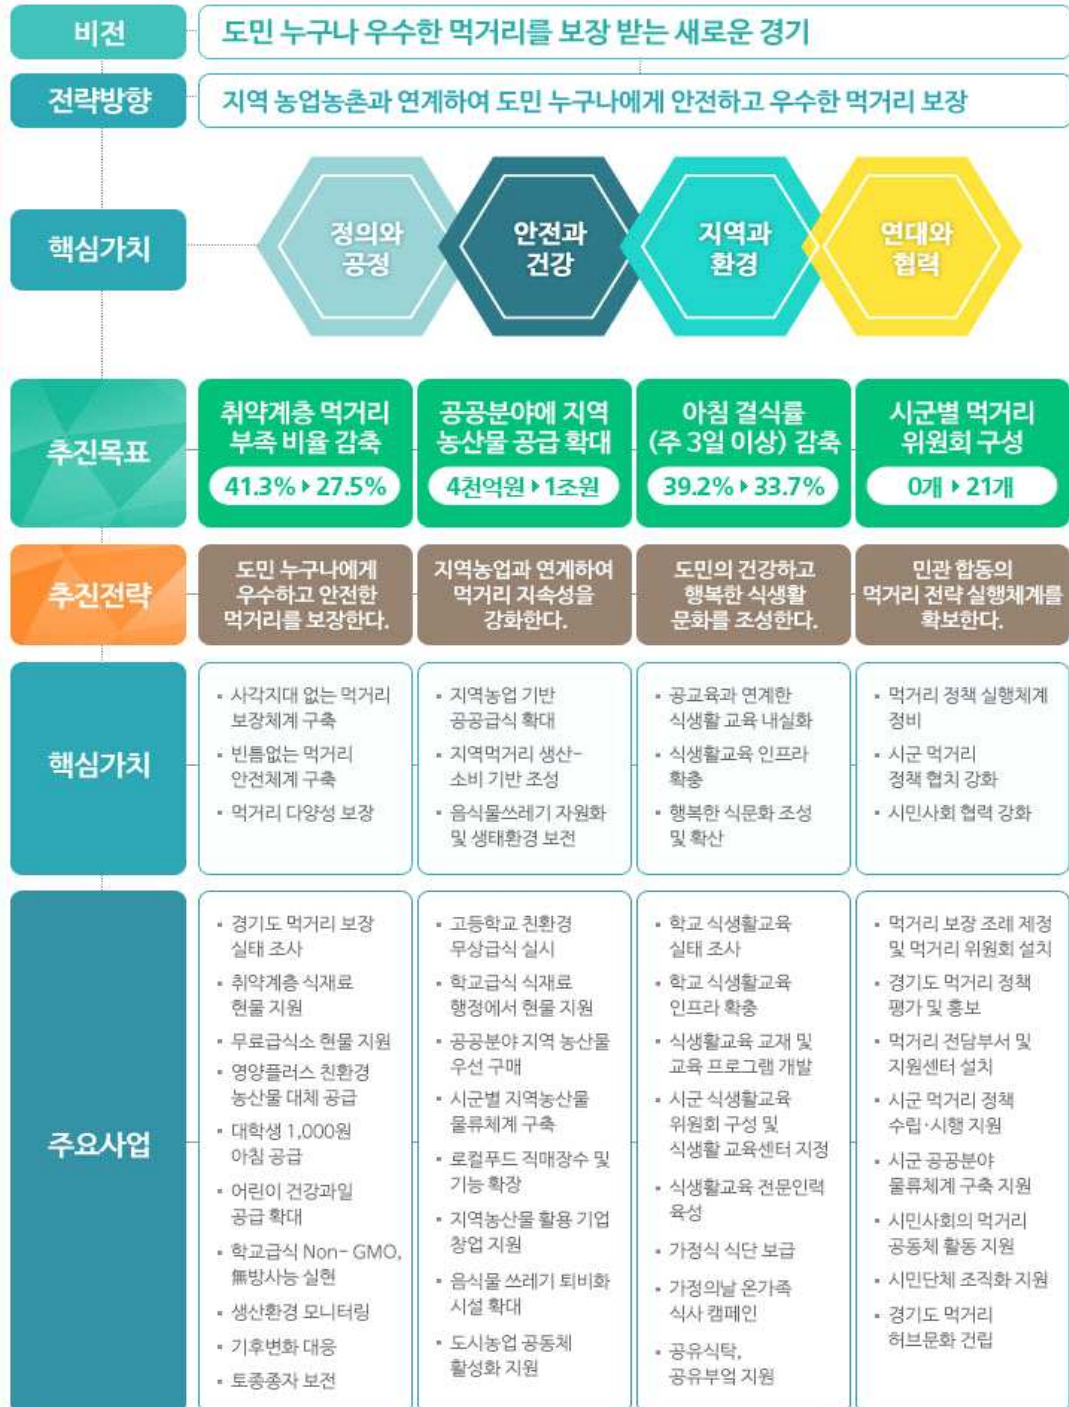 비전
도민 누구나 우수한 먹거리를 보장 받는 새로운 경기
전략방향
지역 농업농촌과 연계하여 도민 누구나에게 안전하고 우수한 먹거리 보장
핵심가치
정의와
공정
안전과
건강
지역과
환경
연대와
협력
추진목표
취약계층 먹거리
부족 비율 감축
41.3% ▸ 27.5%
공공분야에 지역
농산물 공급 확대
4천억원 ▸ 1조원
아침 결식률
(주 3일 이상) 감축
39.2% ▸ 33.7%
시군별 먹거리
위원회 구성
0개 ▸ 21개
추진전략
도민 누구나에게
우수하고 안전한
먹거리를 보장한다.
지역농업과 연계하여
먹거리 지속성을
강화한다.
도민의 건강하고
행복한 식생활
문화를 조성한다.
민관 합동의
먹거리 전략 실행체계를
확보한다.
핵심가치
▪ 사각지대 없는 먹거리
보장체계 구축
▪ 빈틈없는 먹거리
안전체계 구축
▪ 먹거리 다양성 보장
▪ 지역농업 기반
공공급식 확대
▪ 지역먹거리 생산-
소비 기반 조성
▪ 음식물쓰레기 자원화
및 생태환경 보전
▪ 공교육과 연계한
식생활 교육 내실화
▪ 식생활교육 인프라
확충
▪ 행복한 식문화 조성
및 확산
▪ 먹거리 정책 실행체계
정비
▪ 시군 먹거리
정책 협치 강화
▪ 시민사회 협력 강화
주요사업
▪ 경기도 먹거리 보장
실태 조사
▪ 취약계층 식재료
현물 지원
▪ 무료급식소 현물 지원
▪ 영양플러스 친환경
농산물 대체 공급
▪ 대학생 1,000원
아침 공급
▪ 어린이 건강과일
공급 확대
▪ 학교급식 Non- GMO,
無방사능 실현
▪ 생산환경 모니터링
▪ 기후변화 대응
▪ 토종종자 보전
▪ 고등학교 친환경
무상급식 실시
▪ 학교급식 식재료
행정에서 현물 지원
▪ 공공분야 지역 농산물
우선 구매
▪ 시군별 지역농산물
물류체계 구축
▪ 로컬푸드 직매장수 및
기능 확장
▪ 지역농산물 활용 기업
창업 지원
▪ 음식물 쓰레기 퇴비화
시설 확대
▪ 도시농업 공동체
활성화 지원
▪ 학교 식생활교육
실태 조사
▪ 학교 식생활교육
인프라 확충
▪ 식생활교육 교재 및
교육 프로그램 개발
▪ 시군 식생활교육
위원회 구성 및
식생활 교육센터 지정
▪ 식생활교육 전문인력
육성
▪ 가정식 식단 보급
▪ 가정의날 온가족
식사 캠페인
▪ 공유식탁,
공유부엌 지원
▪ 먹거리 보장 조례 제정
및 먹거리 위원회 설치
▪ 경기도 먹거리 정책
평가 및 홍보
▪ 먹거리 전담부서 및
지원센터 설치
▪ 시군 먹거리 정책
수립·시행 지원
▪ 시군 공공분야
물류체계 구축 지원
▪ 시민사회의 먹거리
공동체 활동 지원
▪ 시민단체 조직화 지원
▪ 경기도 먹거리
허브문화 건립